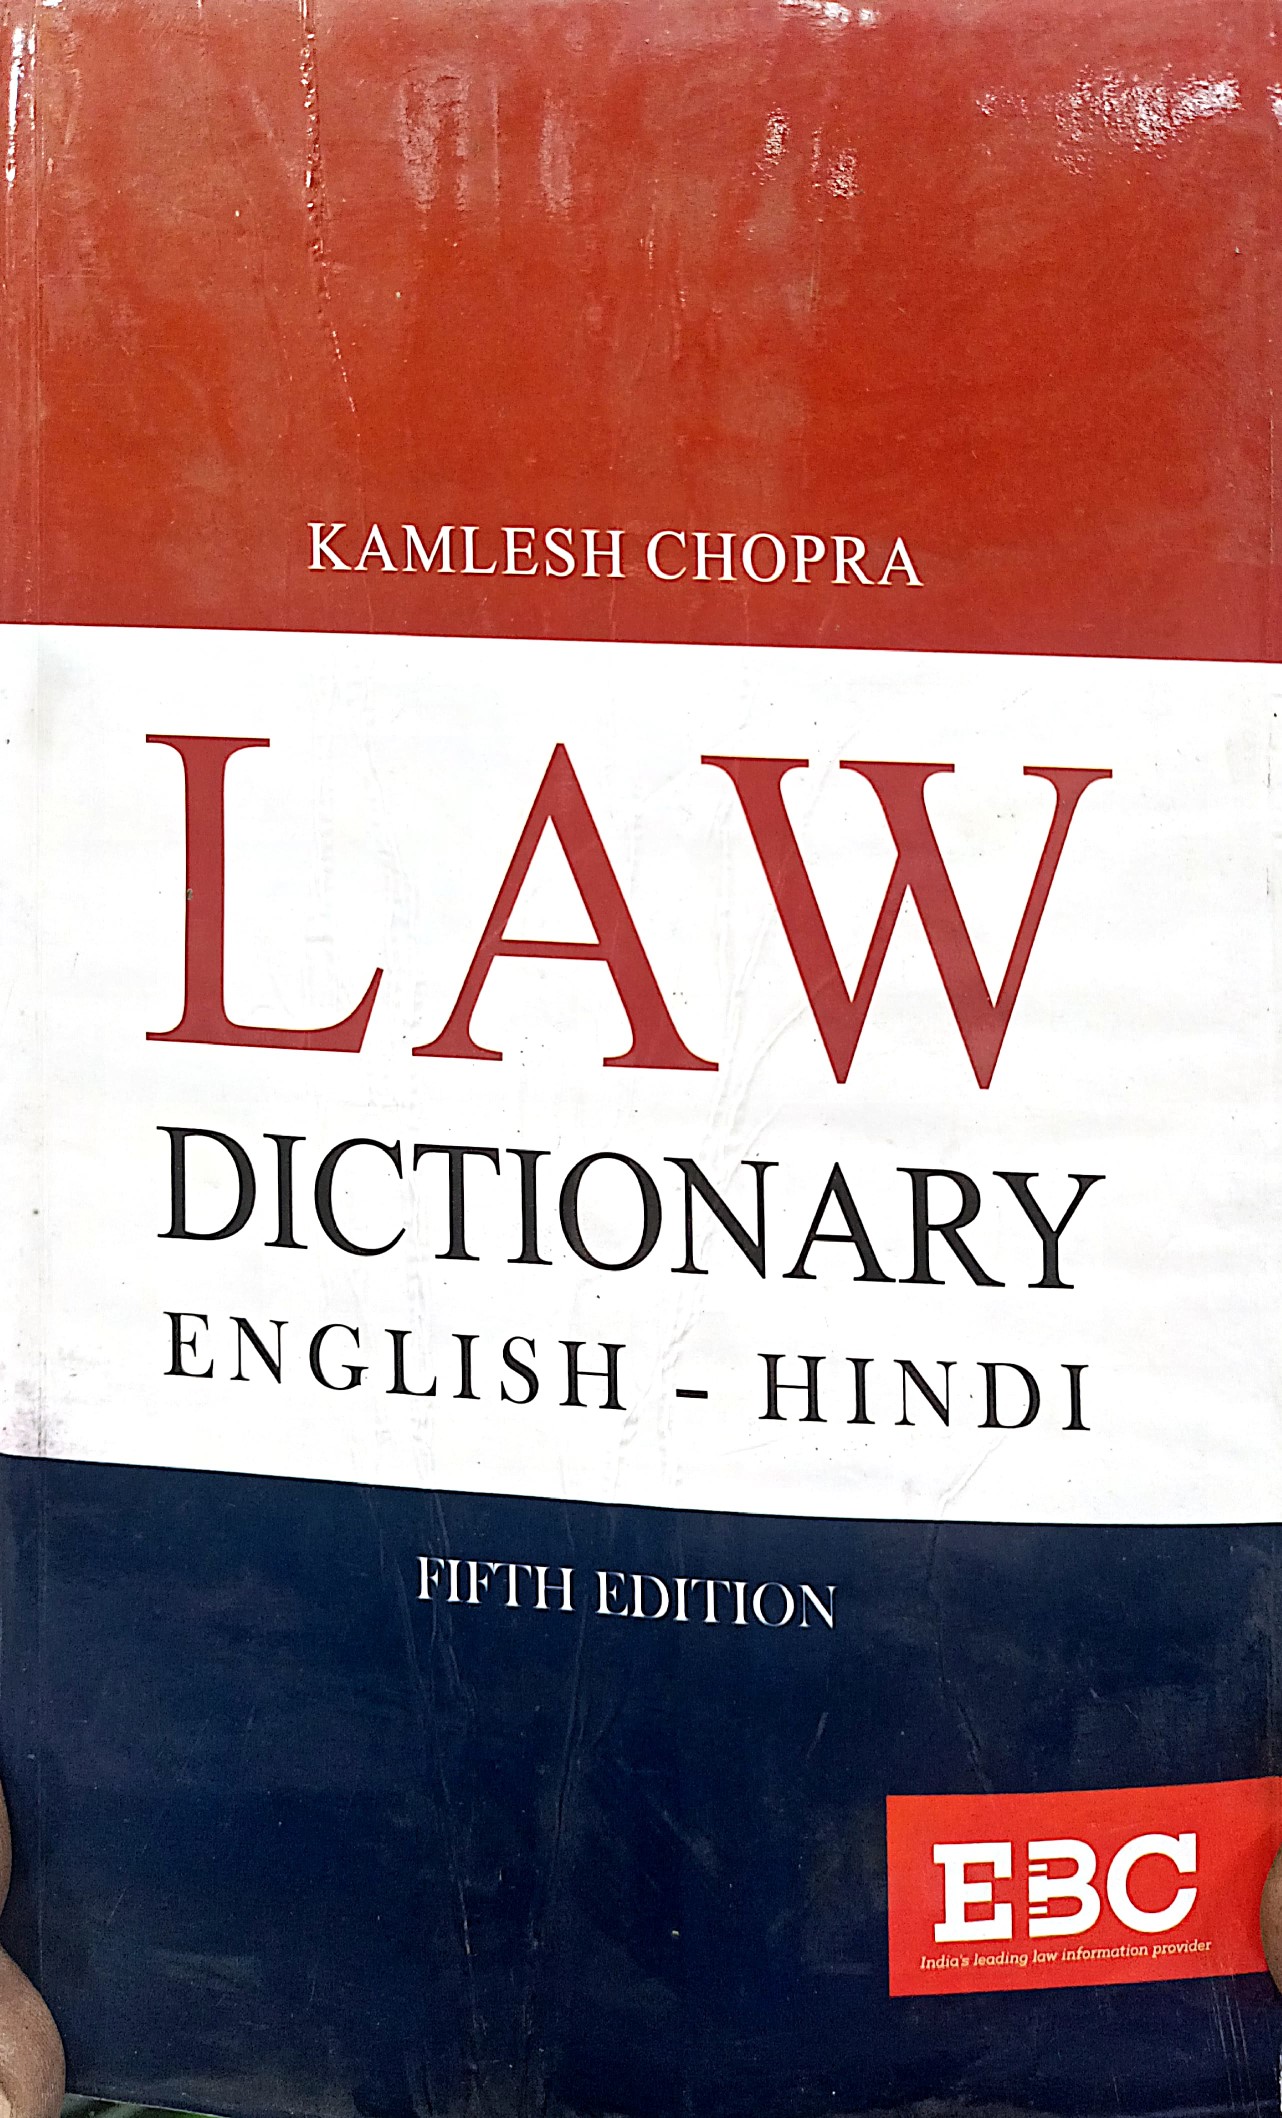 KAMLESH CHOPRA
LAW
DICTIONARY
ENGLISH - HINDI
FIFTH EDITION
EBC
India's leading law information provider